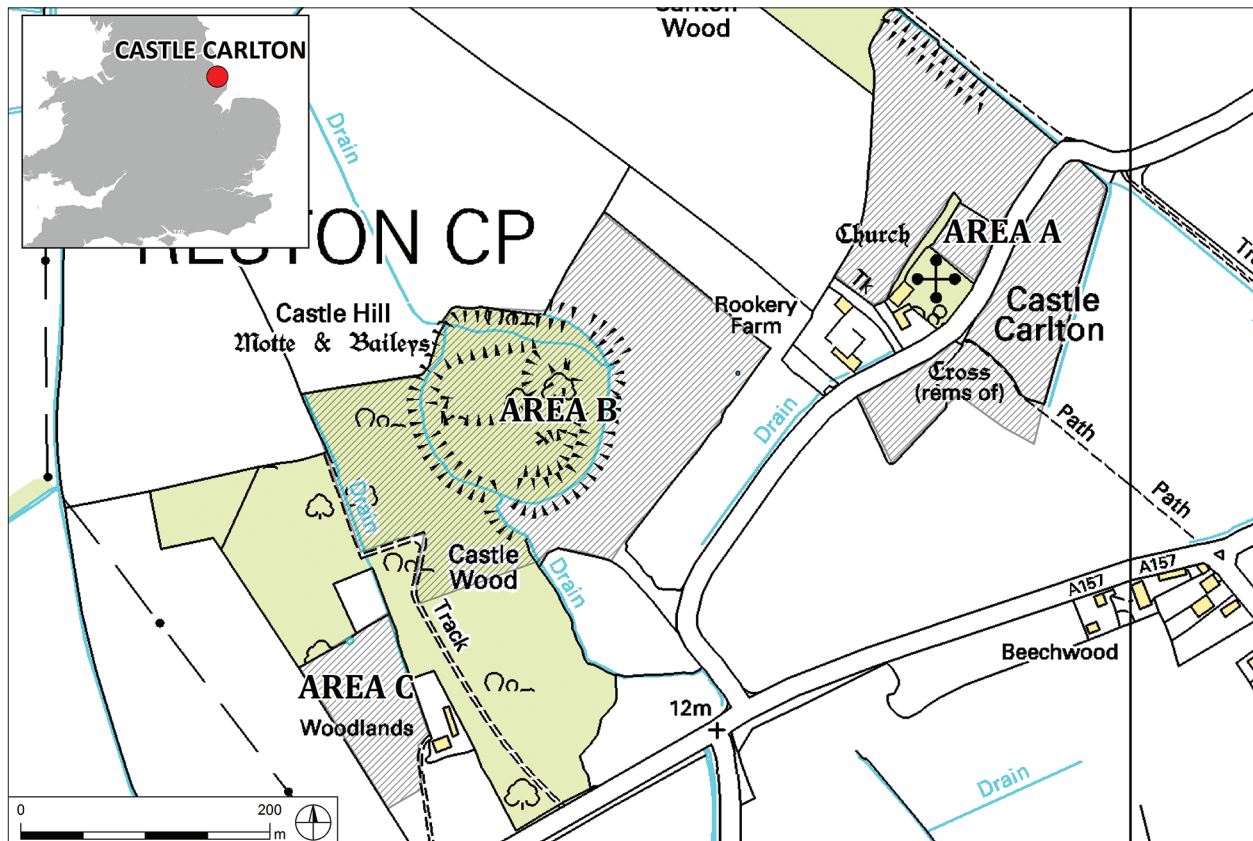 CASTLE CARLTON
Carlton
Wood
Drain
RESTON CP
Church
AREA A
Tk
Castle Hill
Motte & Baileys
Rookery
Farm
Castle
Carlton
Cross
(rems of)
AREA B
Drain
Path
Drain
Path
Castle
Wood
Drain
A157
A157
Track
Beechwood
AREA C
Woodlands
12m
Drain
0
200
m